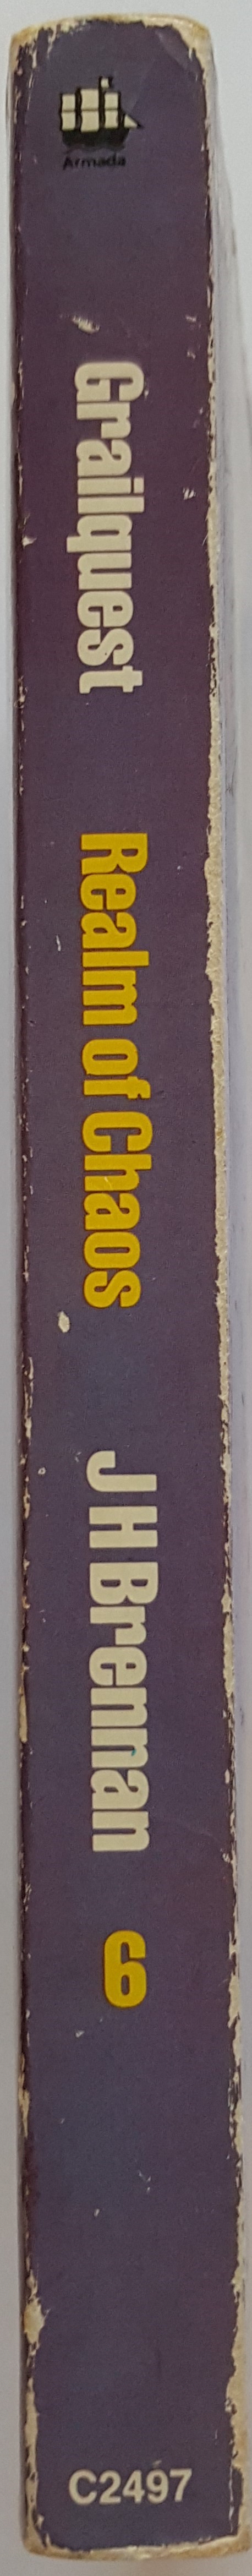 Armada
Grailquest
Realm of Chaos
J H Brennan
6
C2497